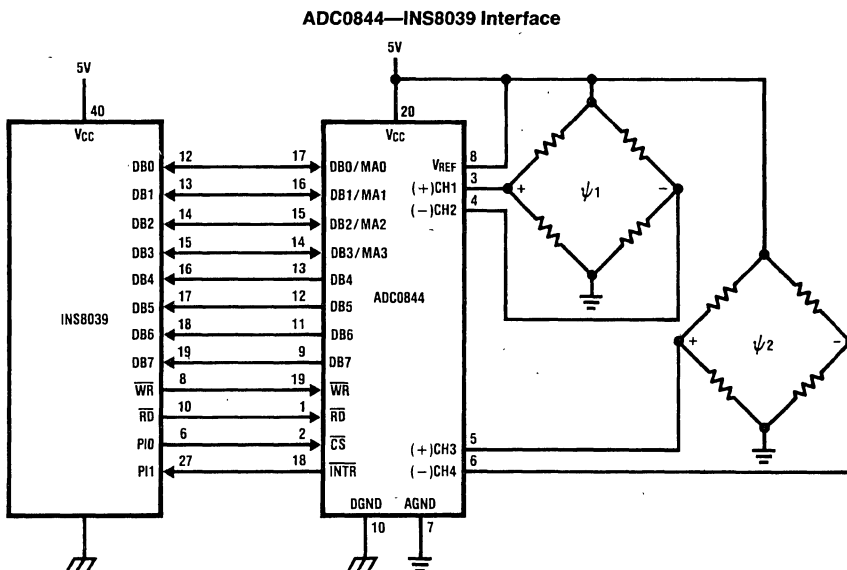 ADC0844—INS8039 Interface
5V
5V
40
20
VCC
VCC
DB0 12 17 DB0/MA0 VREF 8
DB1 13 16 DB1/MA1 (+)CH1 3
DB2 14 15 DB2/MA2 (−)CH2 4
DB3 15 14 DB3/MA3
DB4 16 13 DB4
DB5 17 12 DB5
DB6 18 11 DB6
DB7 19 9 DB7
WR 8 19 WR
RD 10 1 RD
PI0 6 2 CS (+)CH3 5
PI1 27 18 INTR (−)CH4 6
INS8039
ADC0844
+ ψ1 −
+ ψ2 −
DGND AGND
10 7